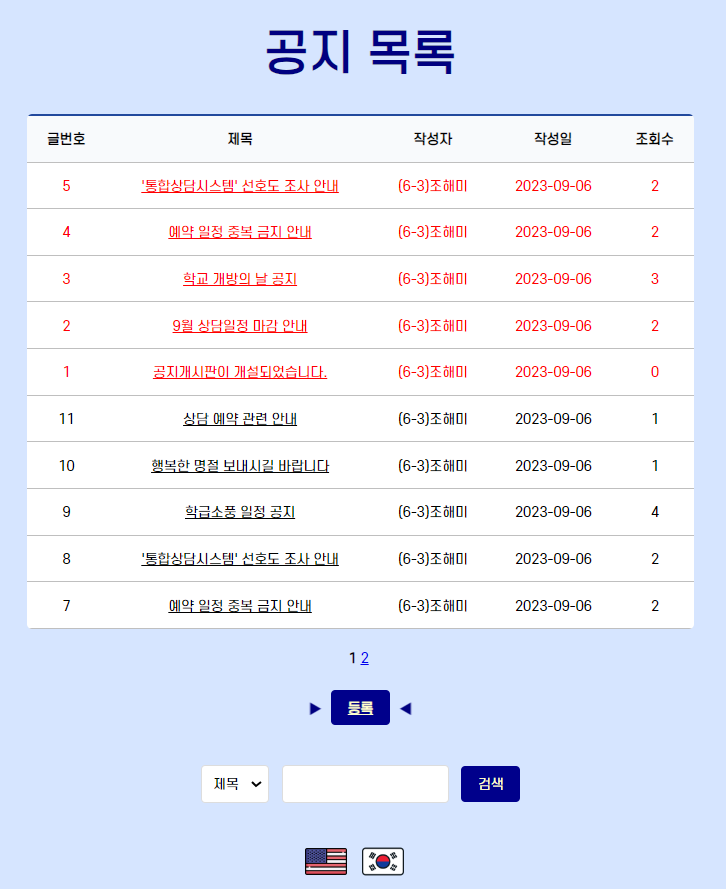 공지 목록
글번호 제목 작성자 작성일 조회수
5 '통합상담시스템' 선호도 조사 안내 (6-3)조해미 2023-09-06 2
4 예약 일정 중복 금지 안내 (6-3)조해미 2023-09-06 2
3 학교 개방의 날 공지 (6-3)조해미 2023-09-06 3
2 9월 상담일정 마감 안내 (6-3)조해미 2023-09-06 2
1 공지게시판이 개설되었습니다. (6-3)조해미 2023-09-06 0
11 상담 예약 관련 안내 (6-3)조해미 2023-09-06 1
10 행복한 명절 보내시길 바랍니다 (6-3)조해미 2023-09-06 1
9 학급소풍 일정 공지 (6-3)조해미 2023-09-06 4
8 '통합상담시스템' 선호도 조사 안내 (6-3)조해미 2023-09-06 2
7 예약 일정 중복 금지 안내 (6-3)조해미 2023-09-06 2
1 2
▶ 등록 ◀
제목 검색